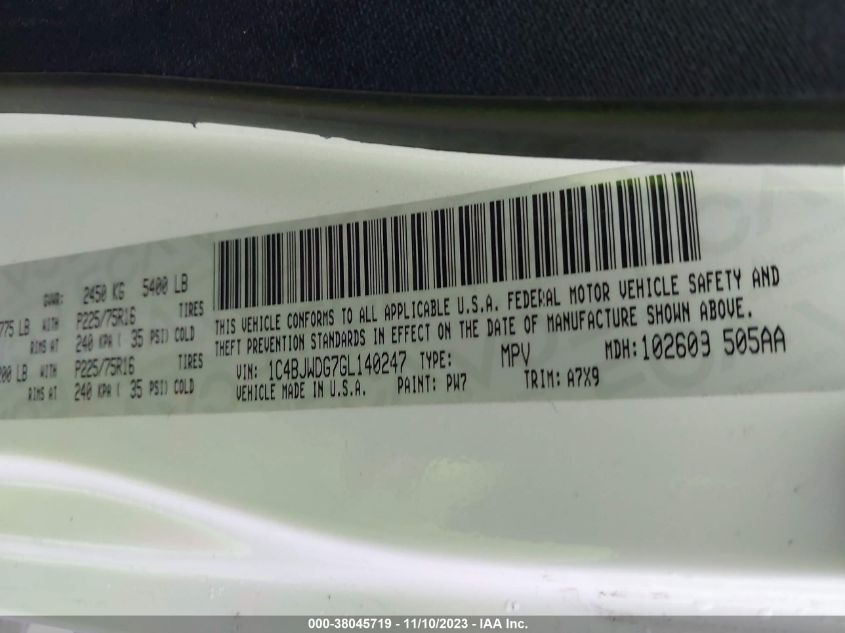 GVWR: 2450 KG 5400 LB
775 LB WITH P225/75R16 TIRES
RIMS AT 240 KPA ( 35 PSI) COLD
200 LB WITH P225/75R16 TIRES
RIMS AT 240 KPA ( 35 PSI) COLD
THIS VEHICLE CONFORMS TO ALL APPLICABLE U.S.A. FEDERAL MOTOR VEHICLE SAFETY AND
THEFT PREVENTION STANDARDS IN EFFECT ON THE DATE OF MANUFACTURE SHOWN ABOVE.
VIN: 1C4BJWDG7GL140247 TYPE: MPV MDH: 102603 505AA
VEHICLE MADE IN U.S.A. PAINT: PW7 TRIM: A7X9
000-38045719 - 11/10/2023 - IAA Inc.